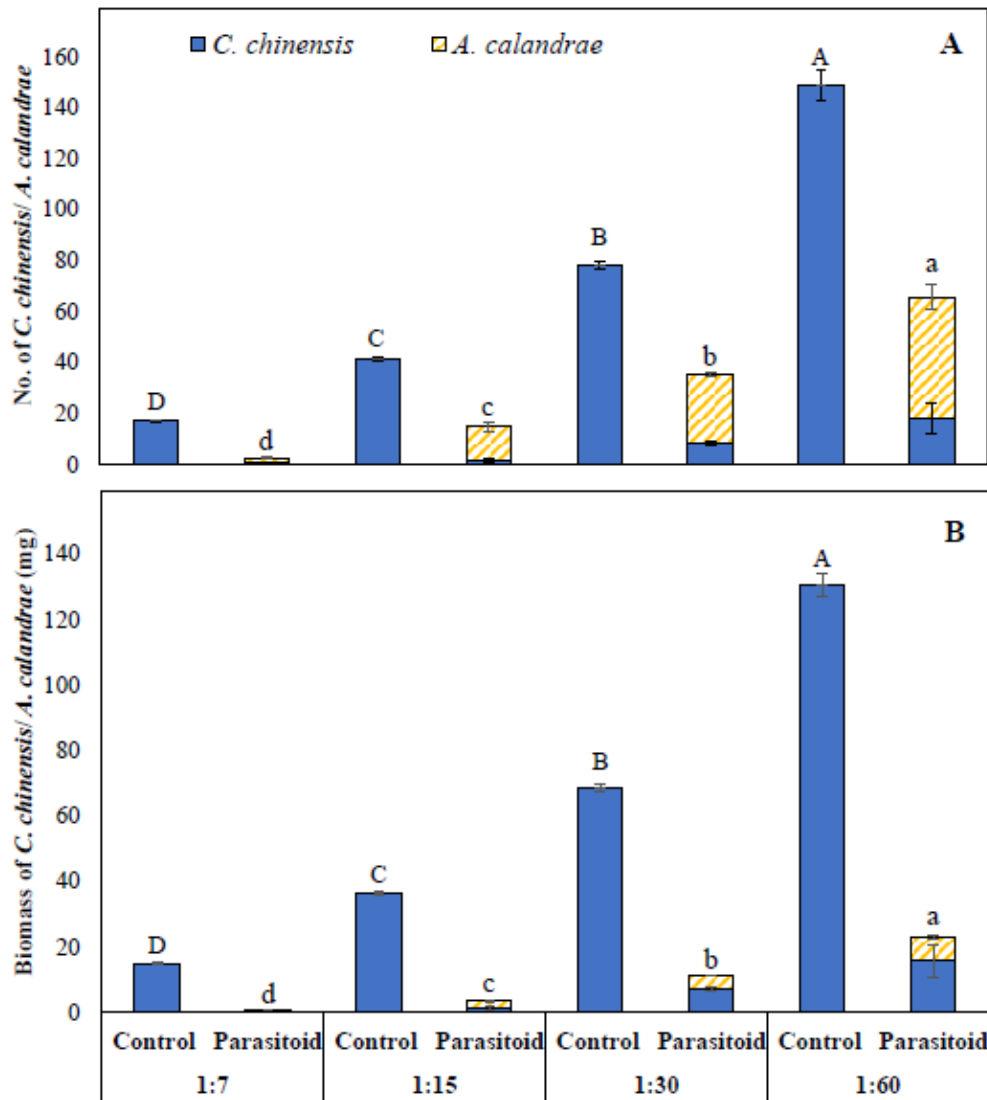 No. of C. chinensis/ A. calandrae
C. chinensis A. calandrae A
160
140
120
100
80
60
40
20
0
D d C c B b A a
Biomass of C. chinensis/ A. calandrae (mg)
B
140
120
100
80
60
40
20
0
D d C c B b A a
Control Parasitoid Control Parasitoid Control Parasitoid Control Parasitoid
1:7 1:15 1:30 1:60